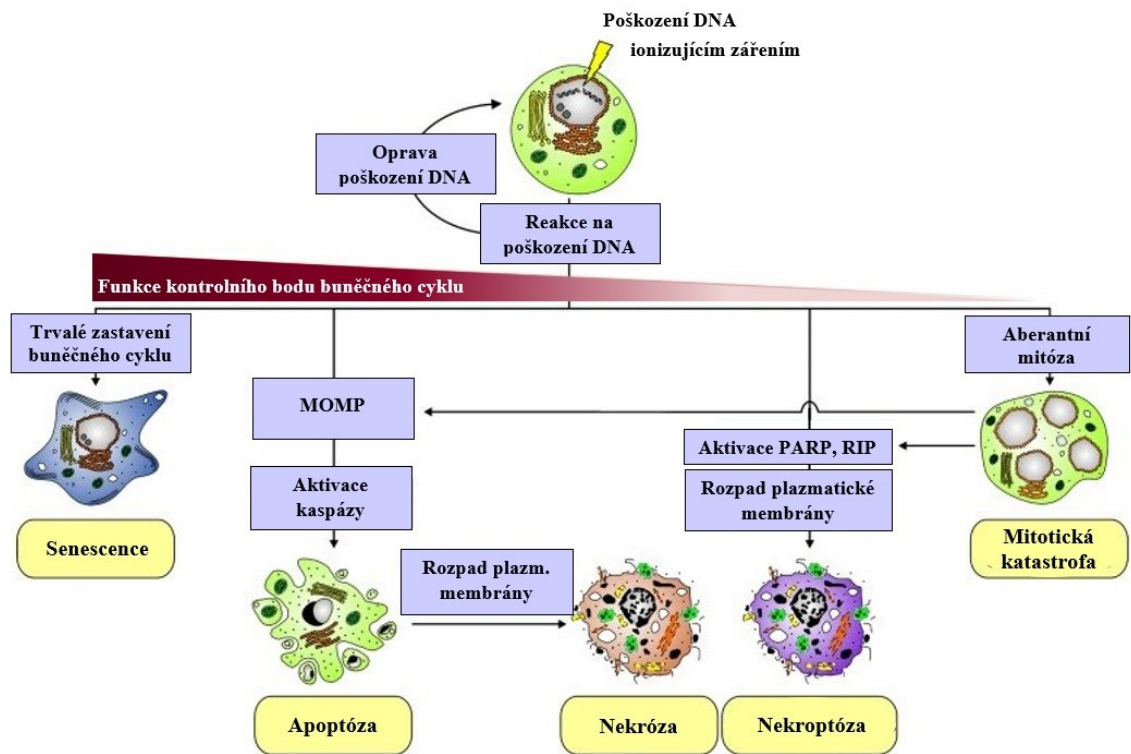 Poškození DNA
ionizujícím zářením
Oprava
poškození DNA
Reakce na
poškození DNA
Funkce kontrolního bodu buněčného cyklu
Trvalé zastavení
buněčného cyklu
Aberantní
mitóza
MOMP
Aktivace PARP, RIP
Aktivace
kaspázy
Rozpad plazmatické
membrány
Senescence
Mitotická
katastrofa
Rozpad plazm.
membrány
Apoptóza
Nekróza
Nekroptóza